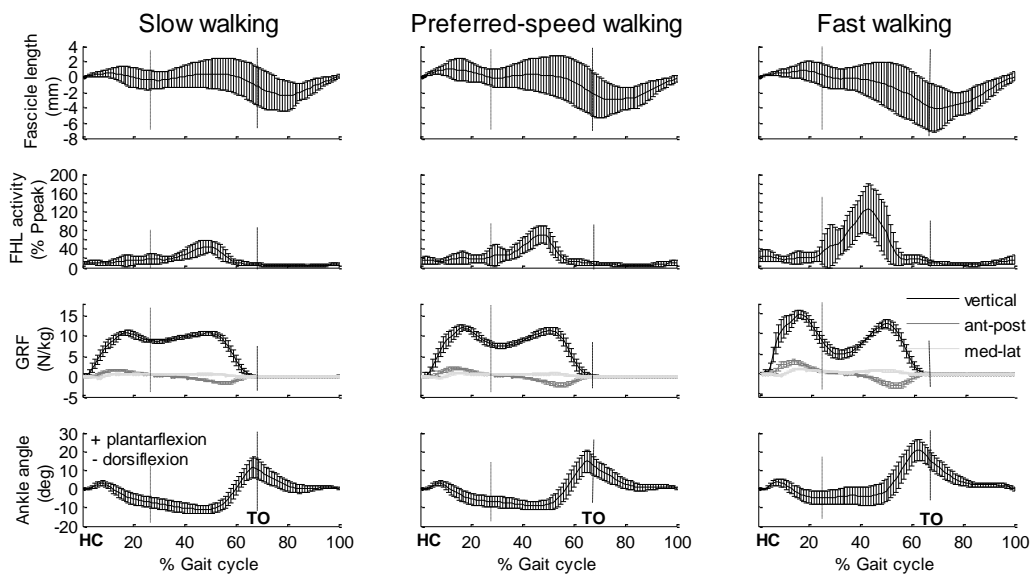 Slow walking
Preferred-speed walking
Fast walking
Fascicle length
(mm)
4
2
0
-2
-4
-6
-8
FHL activity
(% Ppeak)
200
160
120
80
40
0
GRF
(N/kg)
15
10
5
0
-5
vertical
ant-post
med-lat
Ankle angle
(deg)
30
20
10
0
-10
-20
+ plantarflexion
- dorsiflexion
TO
TO
TO
HC 20 40 60 80 100
HC 20 40 60 80 100
HC 20 40 60 80 100
% Gait cycle
% Gait cycle
% Gait cycle